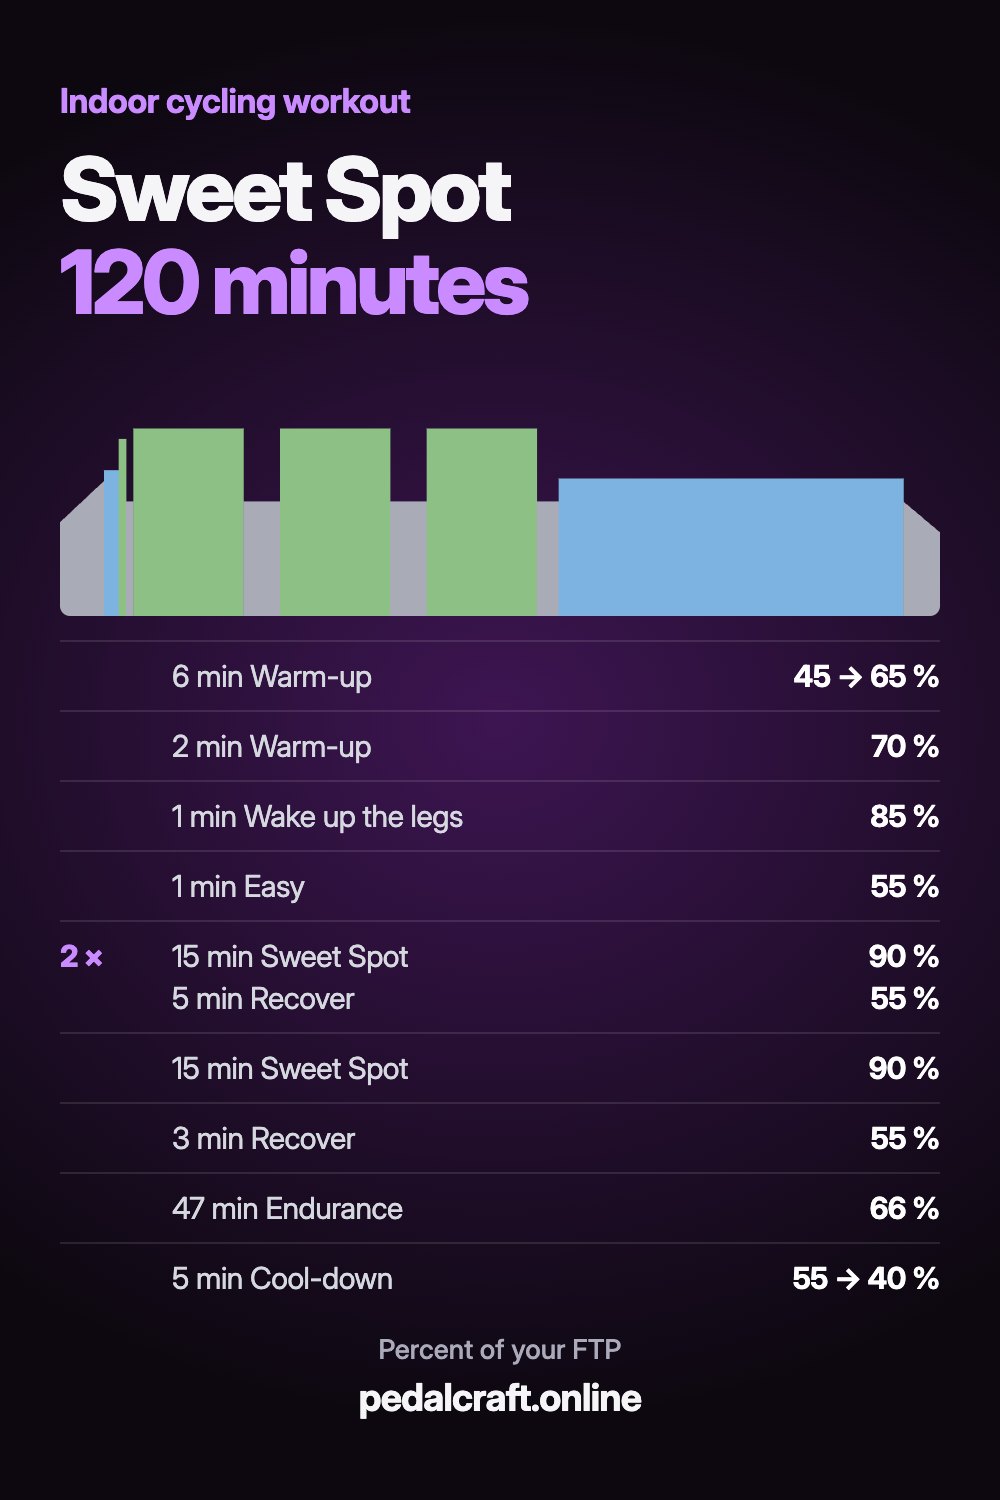 Indoor cycling workout
Sweet Spot
120 minutes
6 min Warm-up 45 → 65 %
2 min Warm-up 70 %
1 min Wake up the legs 85 %
1 min Easy 55 %
2 × 15 min Sweet Spot 90 %
5 min Recover 55 %
15 min Sweet Spot 90 %
3 min Recover 55 %
47 min Endurance 66 %
5 min Cool-down 55 → 40 %
Percent of your FTP
pedalcraft.online